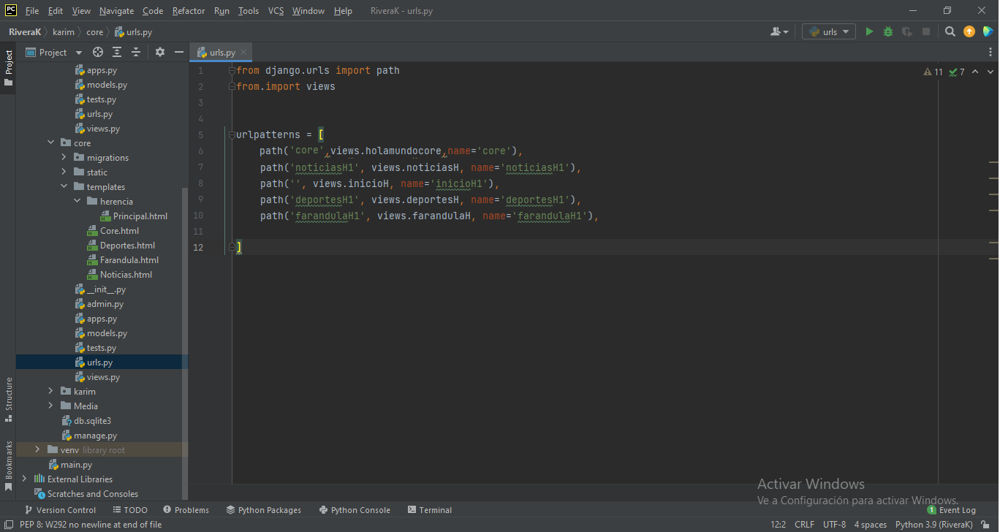 PC File Edit View Navigate Code Refactor Run Tools VCS Window Help RiveraK - urls.py
RiveraK karim core urls.py urls
Project urls.py
Project
Structure
Bookmarks
apps.py
models.py
tests.py
urls.py
views.py
core
migrations
static
templates
herencia
Principal.html
Core.html
Deportes.html
Farandula.html
Noticias.html
__init__.py
admin.py
apps.py
models.py
tests.py
urls.py
views.py
karim
Media
db.sqlite3
manage.py
venv library root
main.py
External Libraries
Scratches and Consoles
11 7
1 from django.urls import path
2 from.import views
3
4
5 urlpatterns = [
6 path('core',views.holamundocore,name='core'),
7 path('noticiasH1', views.noticiasH, name='noticiasH1'),
8 path('', views.inicioH, name='inicioH1'),
9 path('deportesH1', views.deportesH, name='deportesH1'),
10 path('farandulaH1', views.farandulaH, name='farandulaH1'),
11
12 ]
Activar Windows
Ve a Configuración para activar Windows.
Version Control TODO Problems Python Packages Python Console Terminal 1 Event Log
PEP 8: W292 no newline at end of file 12:2 CRLF UTF-8 4 spaces Python 3.9 (RiveraK)